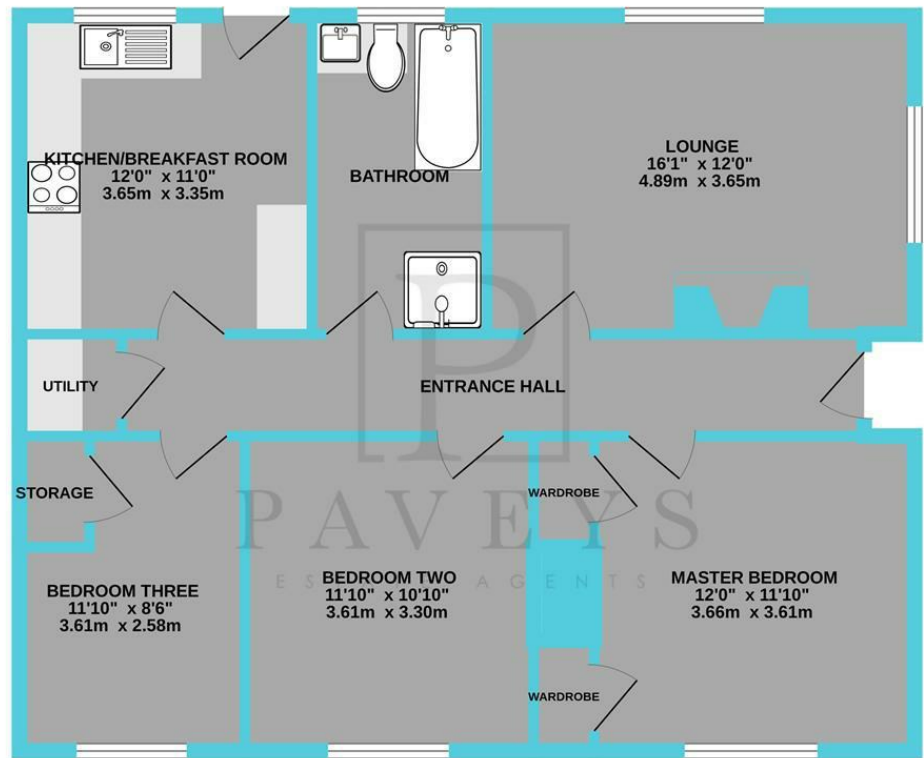 KITCHEN/BREAKFAST ROOM
12'0" x 11'0"
3.65m x 3.35m
BATHROOM
LOUNGE
16'1" x 12'0"
4.89m x 3.65m
UTILITY
ENTRANCE HALL
STORAGE
WARDROBE
PAVEYS
ESTATE AGENTS
BEDROOM THREE
11'10" x 8'6"
3.61m x 2.58m
BEDROOM TWO
11'10" x 10'10"
3.61m x 3.30m
MASTER BEDROOM
12'0" x 11'10"
3.66m x 3.61m
WARDROBE